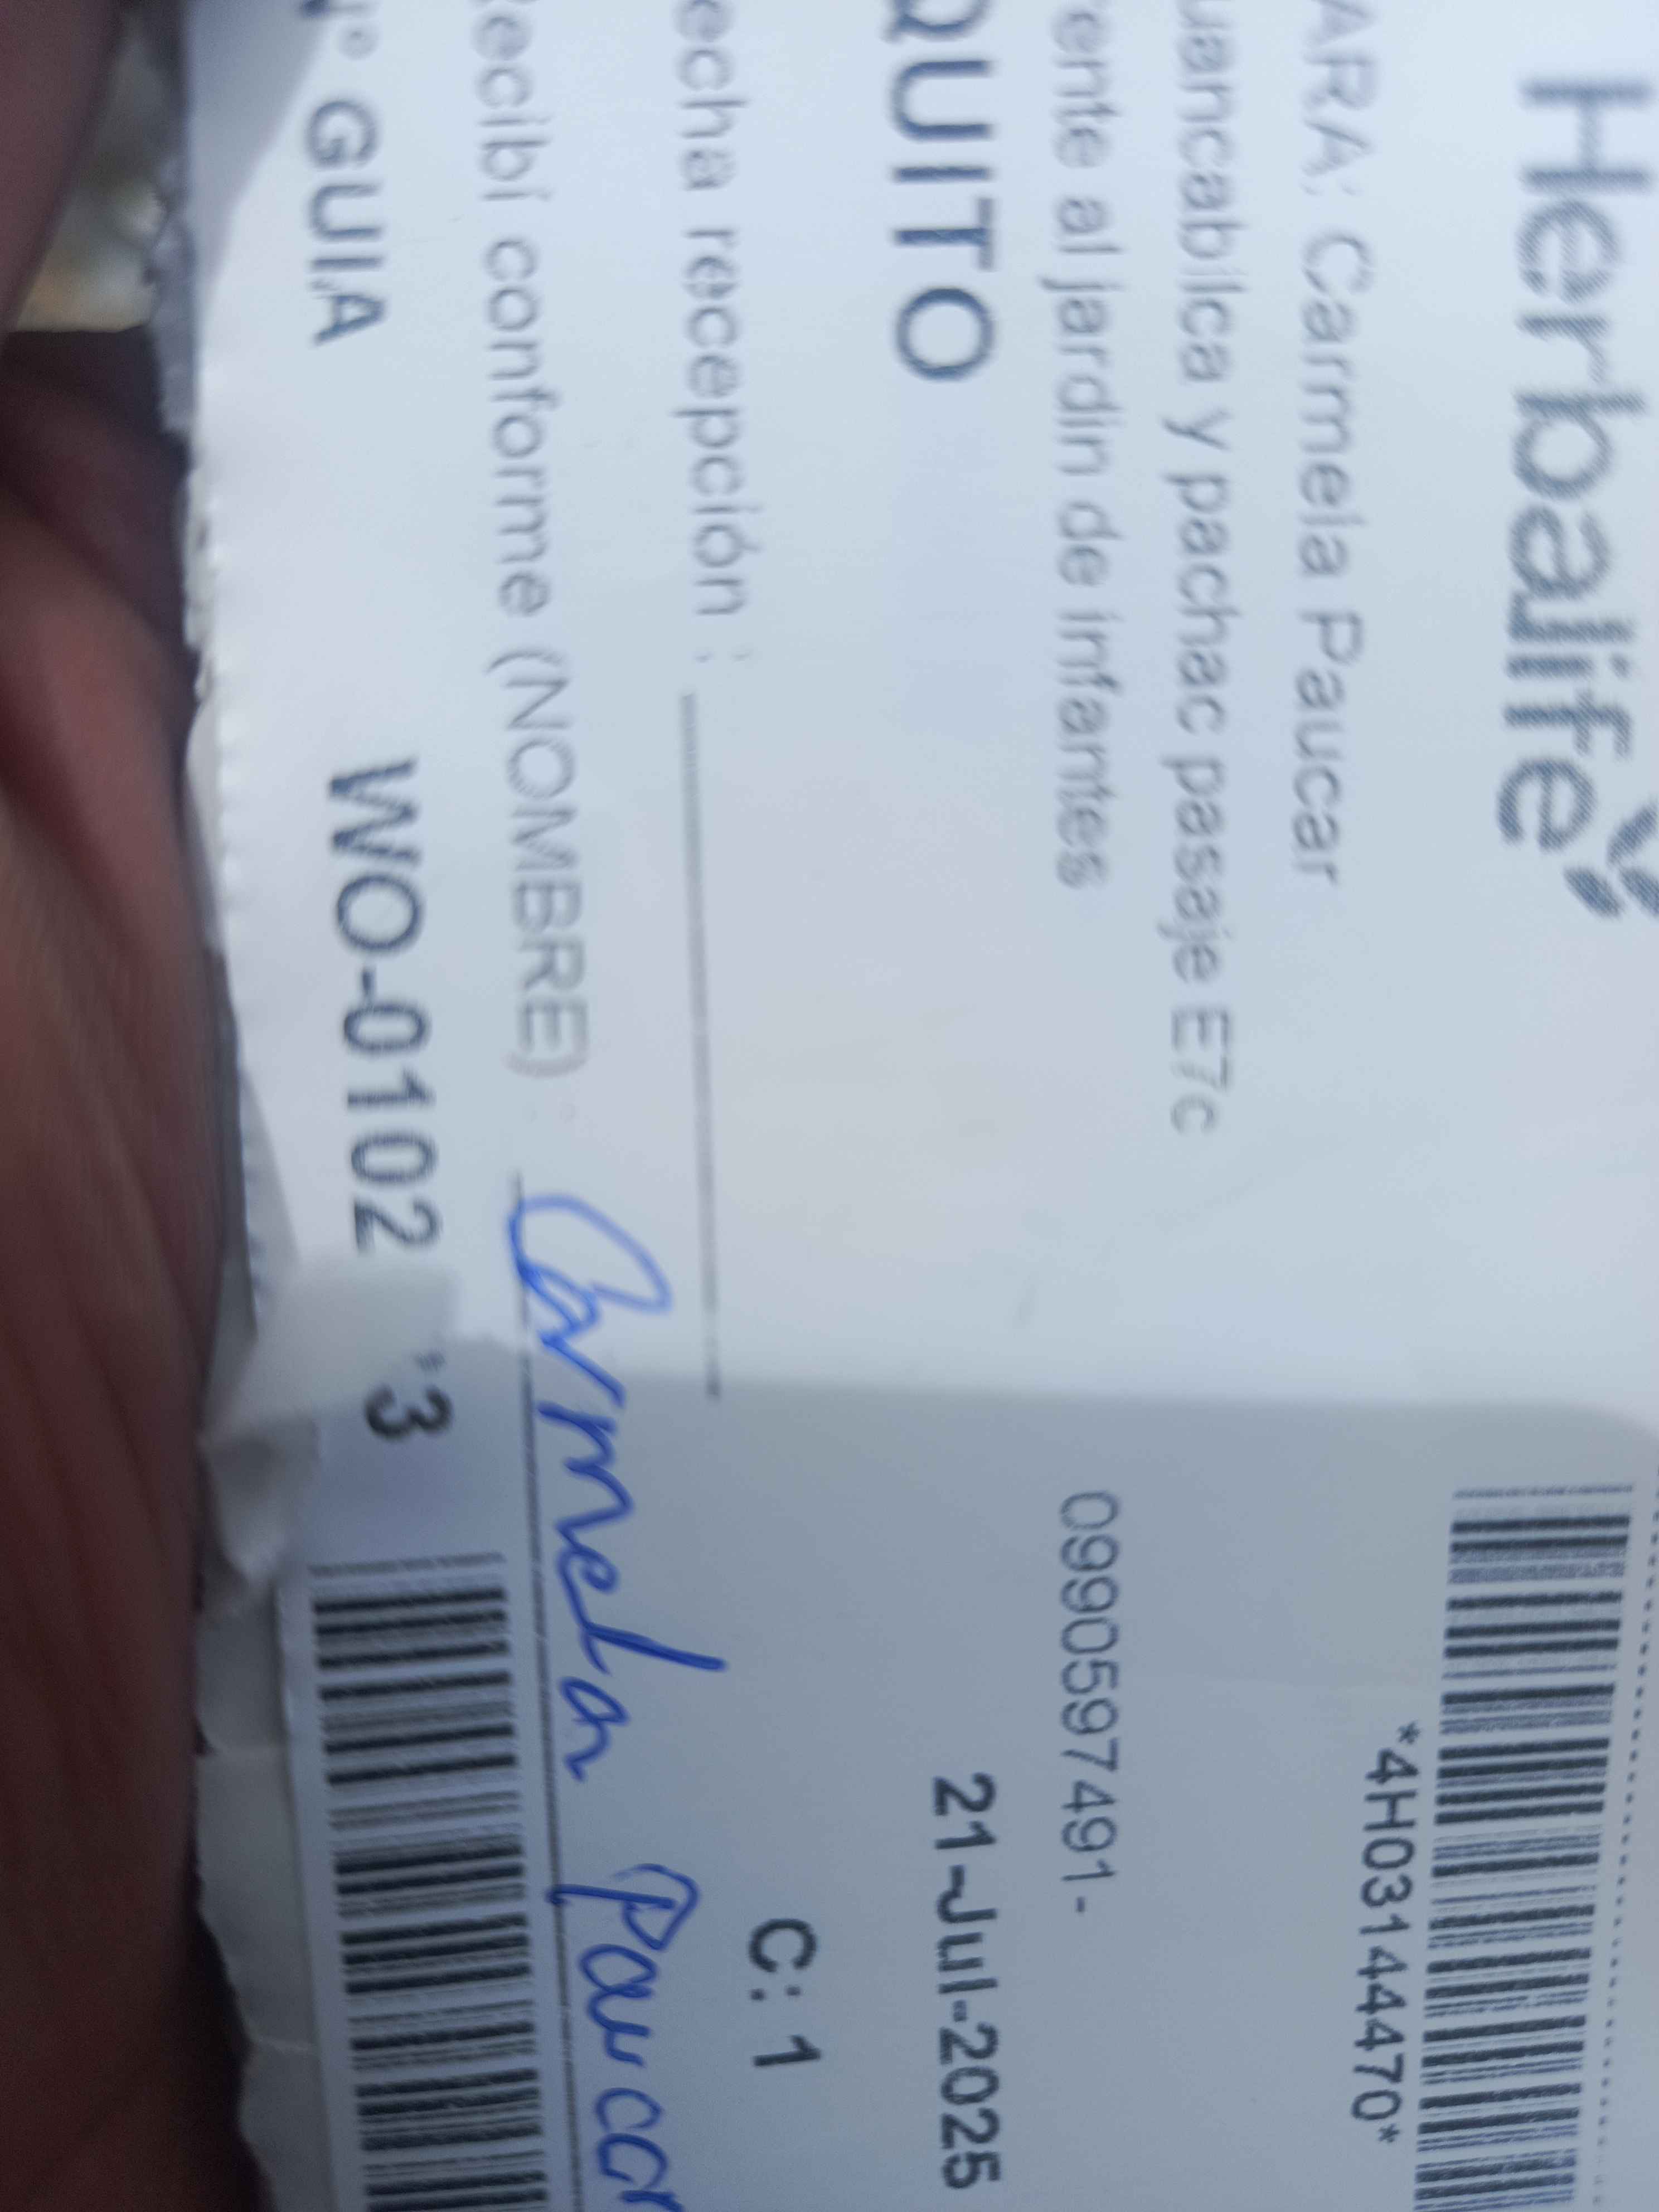 Herbalife
*4H03144470*
ARA: Carmela Paucar
uancabilca y pachac pasaje E7c
ente al jardin de infantes 0990597491-
QUITO 21-Jul-2025
echa recepción : C: 1
ecibí conforme (NOMBRE) : Carmela Paucar
N° GUIA WO-0102 3